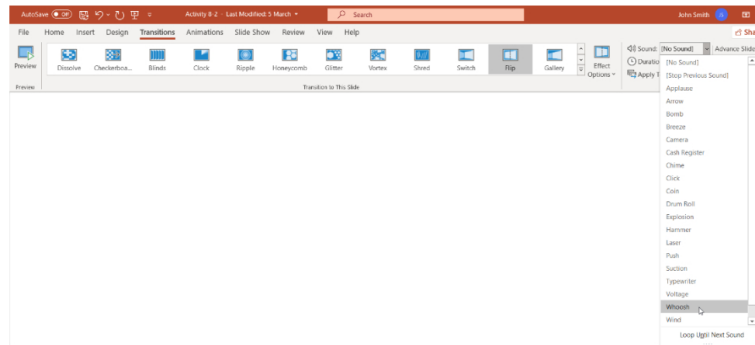 AutoSave Off Activity 8-2 - Last Modified: 5 March Search John Smith JS
File Home Insert Design Transitions Animations Slide Show Review View Help Sha
Preview Dissolve Checkerboa... Blinds Clock Ripple Honeycomb Glitter Vortex Shred Switch Flip Gallery Effect Options
Sound: [No Sound] Advance Slide
Duratio
Apply T
Preview Transition to This Slide
[No Sound]
[Stop Previous Sound]
Applause
Arrow
Bomb
Breeze
Camera
Cash Register
Chime
Click
Coin
Drum Roll
Explosion
Hammer
Laser
Push
Suction
Typewriter
Voltage
Whoosh
Wind
Loop Until Next Sound